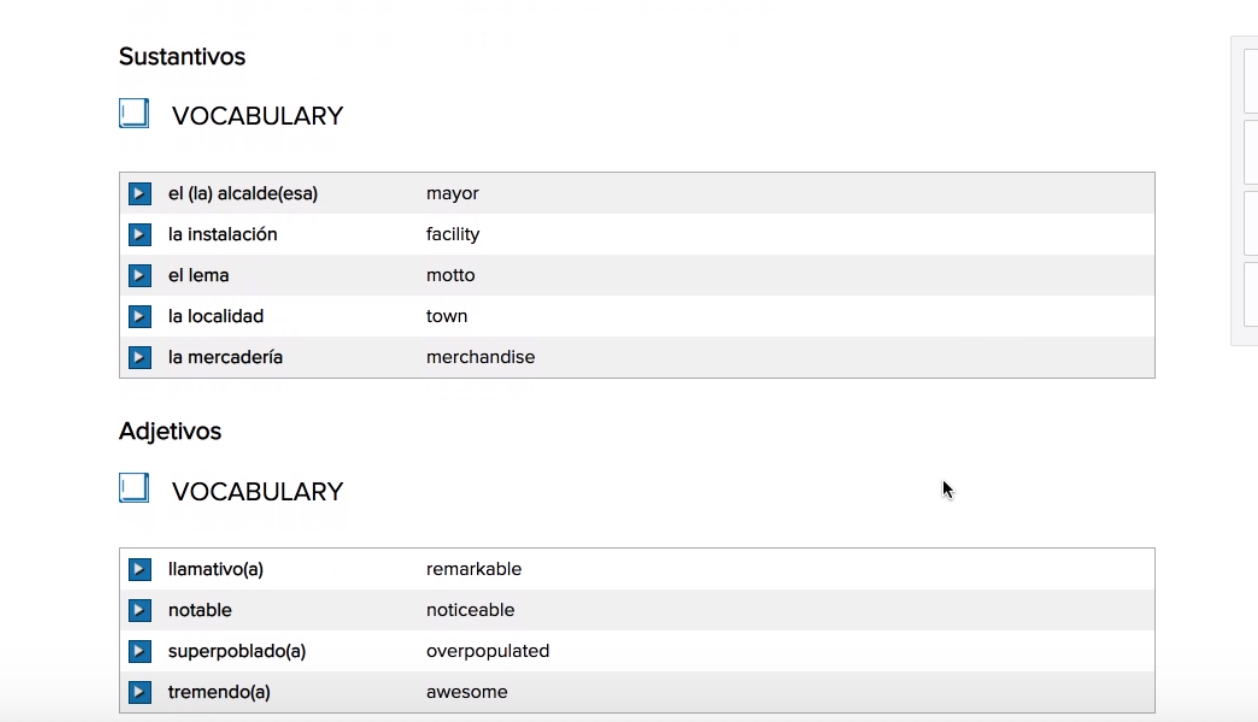 Sustantivos
VOCABULARY
el (la) alcalde(esa) mayor
la instalación facility
el lema motto
la localidad town
la mercadería merchandise
Adjetivos
VOCABULARY
llamativo(a) remarkable
notable noticeable
superpoblado(a) overpopulated
tremendo(a) awesome